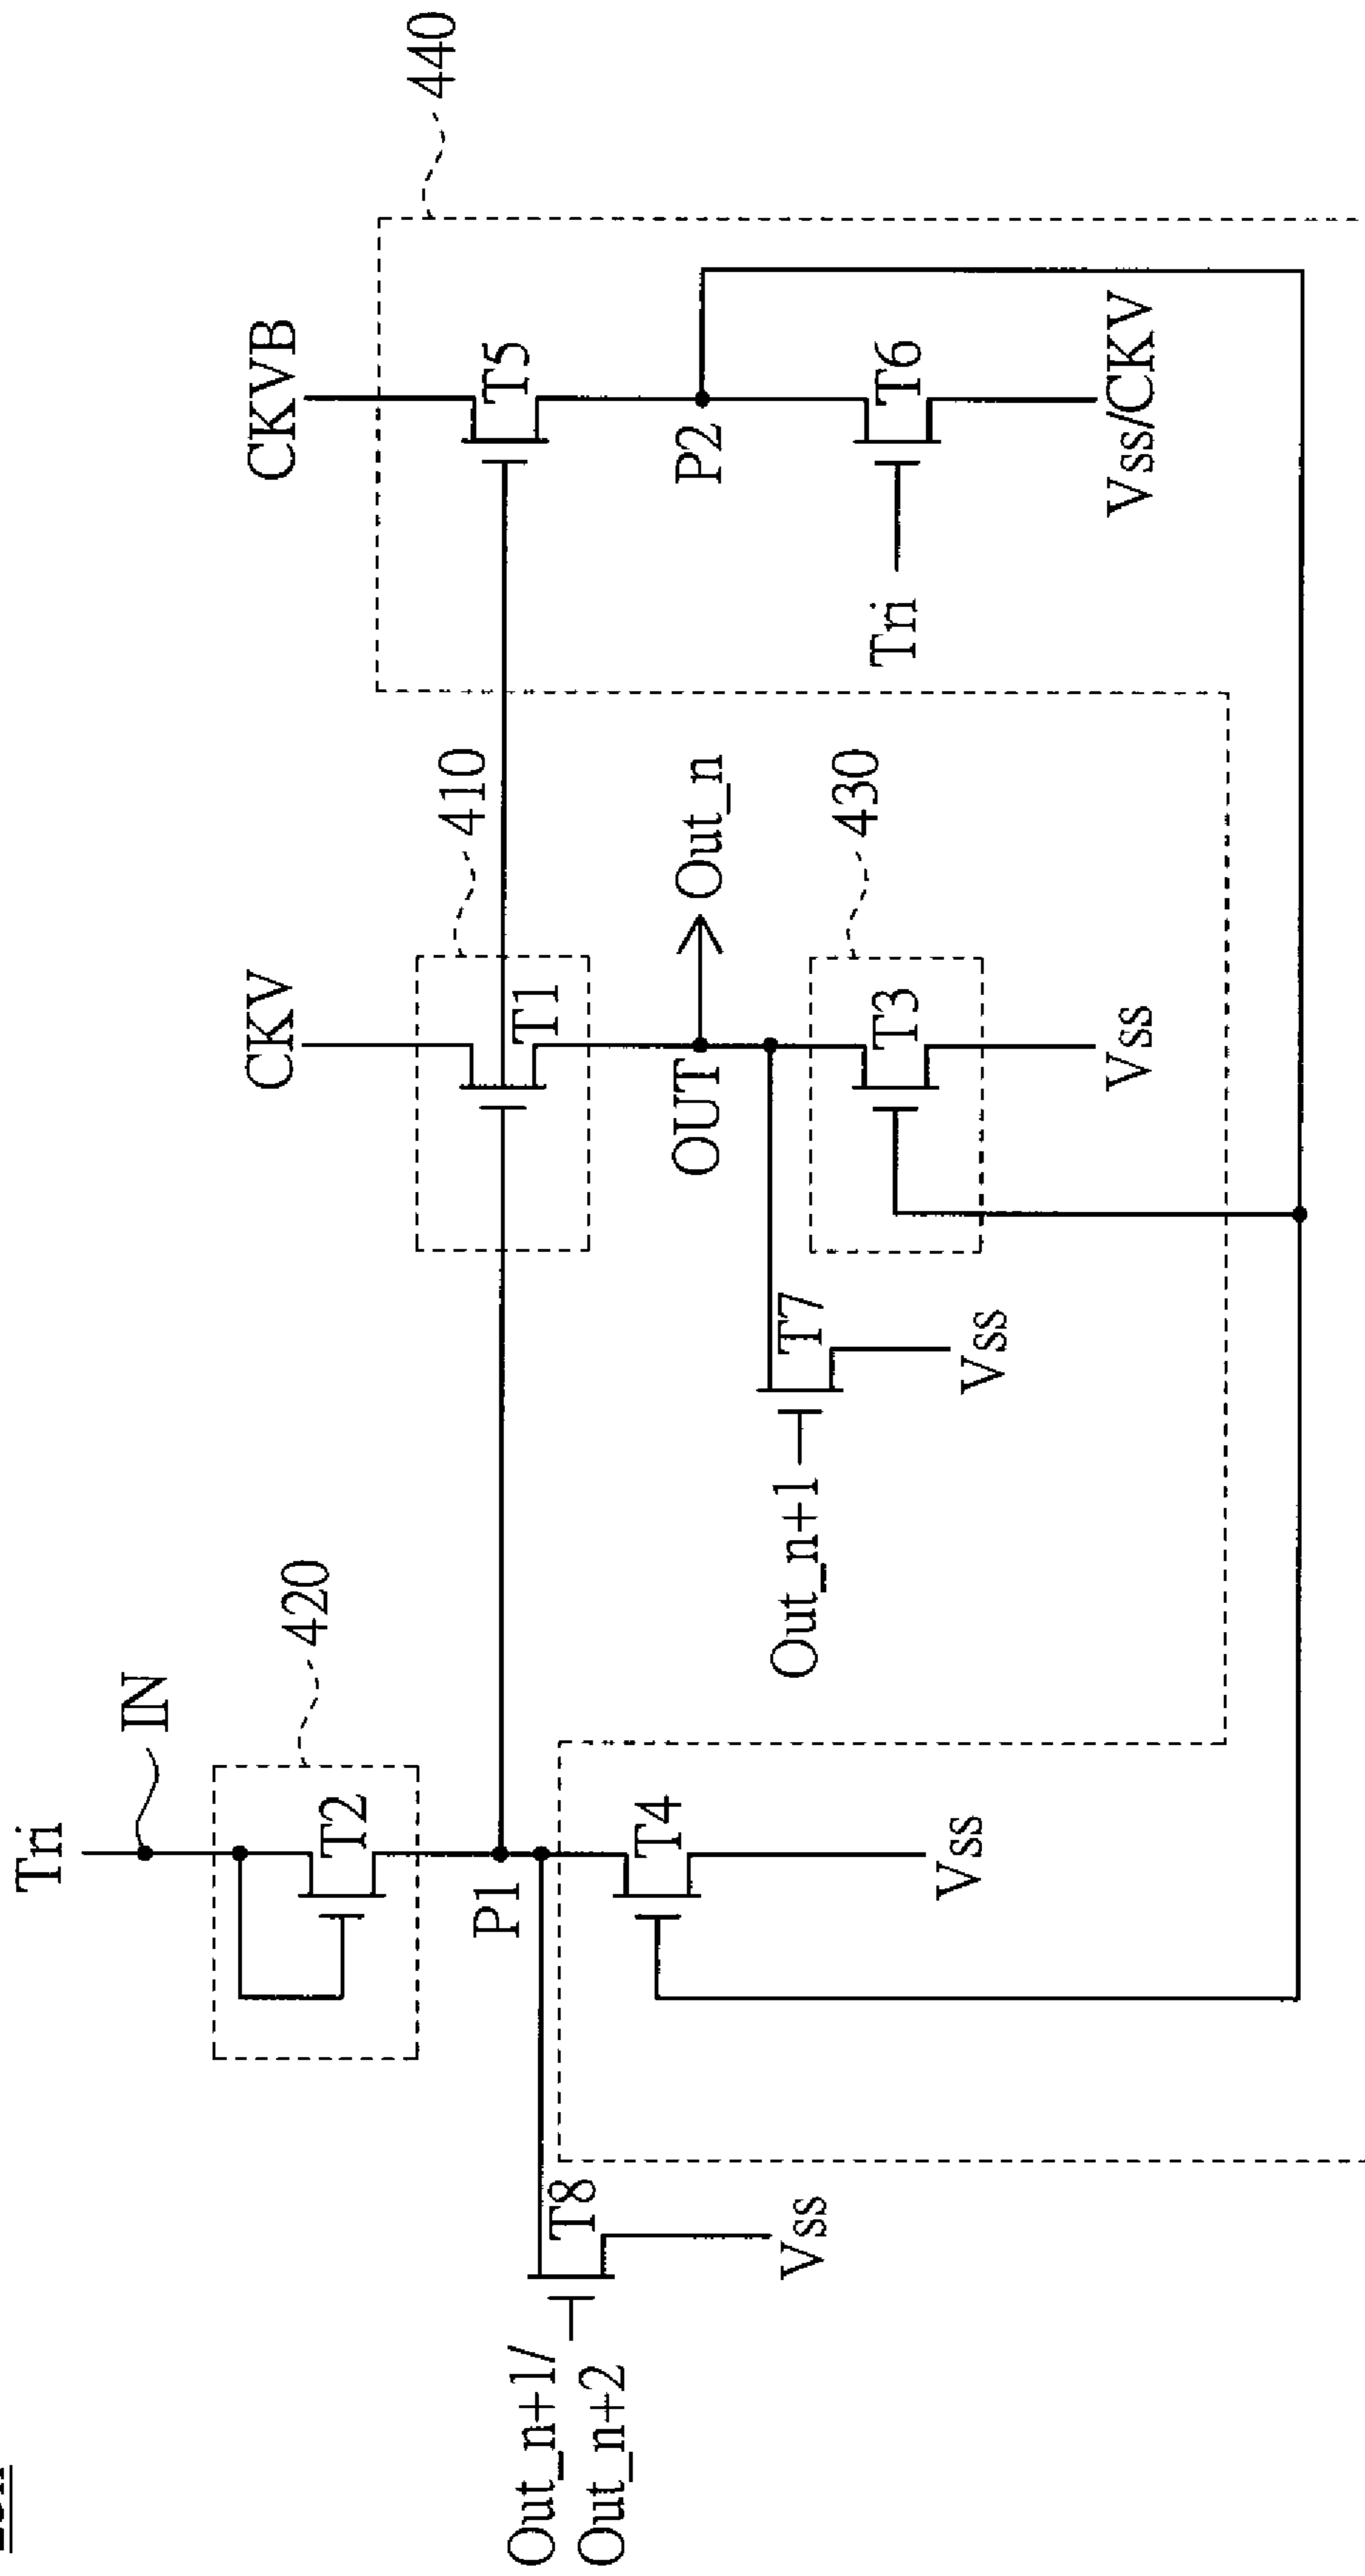 Tri
IN
420
T2
P1
T4
Vss
T8
Vss
Out_n+1/
Out_n+2
CKV
410
T1
OUT
Out_n
430
T3
Vss
T7
Vss
Out_n+1
CKVB
440
T5
P2
T6
Tri
Vss/CKV